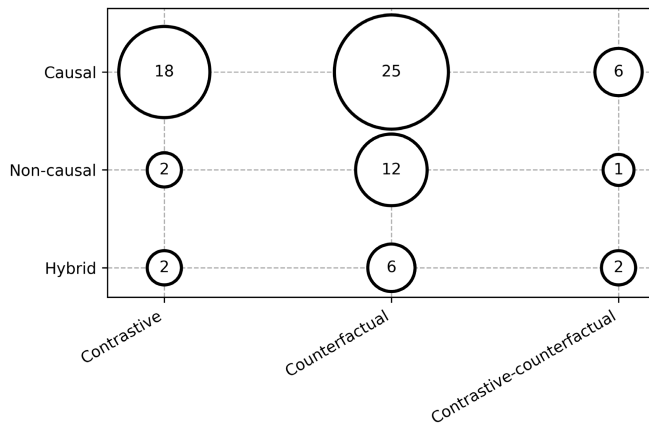 Causal 18 25 6
Non-causal 2 12 1
Hybrid 2 6 2
Contrastive
Counterfactual
Contrastive-counterfactual